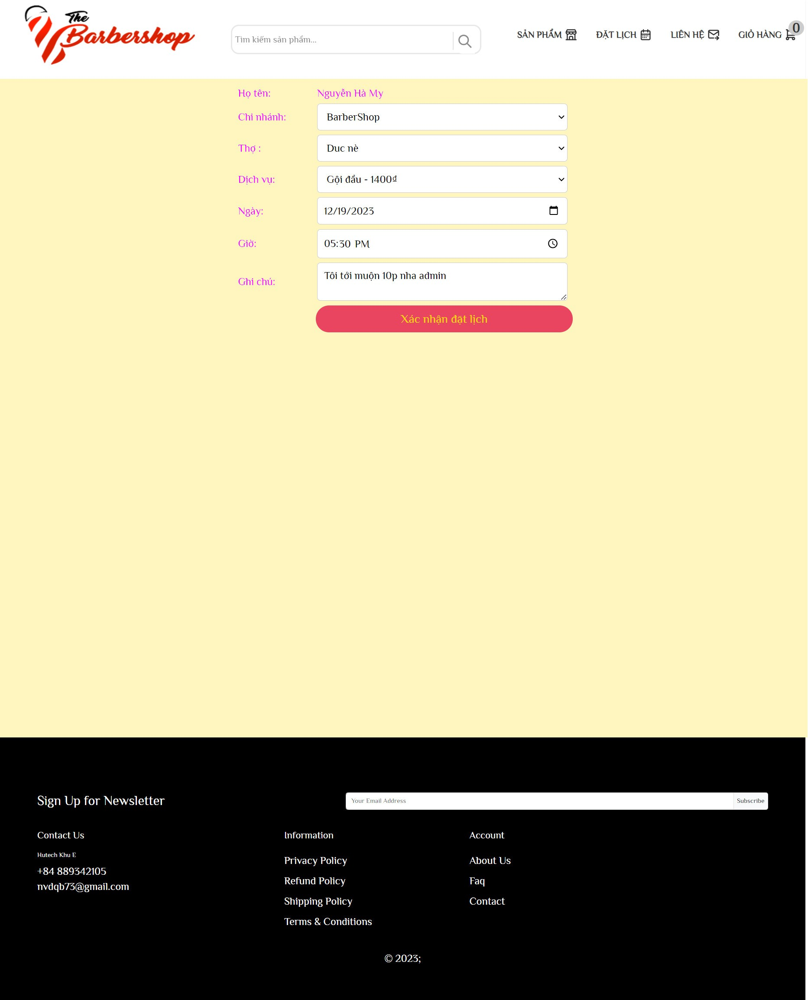 The
Barbershop
Tìm kiếm sản phẩm...
SẢN PHẨM
ĐẶT LỊCH
LIÊN HỆ
GIỎ HÀNG
0
Họ tên: Nguyễn Hà My
Chi nhánh: BarberShop
Thợ : Duc nè
Dịch vụ: Gội đầu - 1400₫
Ngày: 12/19/2023
Giờ: 05:30 PM
Ghi chú: Tôi tới muộn 10p nha admin
Xác nhận đặt lịch
Sign Up for Newsletter
Your Email Address
Subscribe
Contact Us
Hutech Khu E
+84 889342105
nvdqb73@gmail.com
Information
Privacy Policy
Refund Policy
Shipping Policy
Terms & Conditions
Account
About Us
Faq
Contact
© 2023;